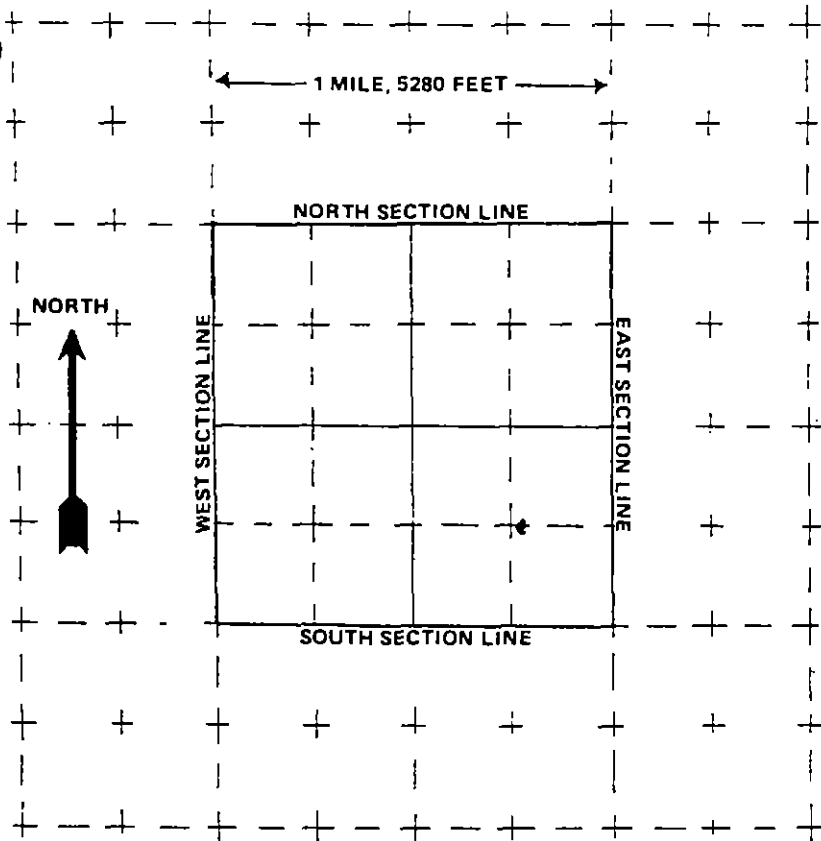 1 MILE, 5280 FEET
NORTH SECTION LINE
NORTH
WEST SECTION LINE
EAST SECTION LINE
SOUTH SECTION LINE